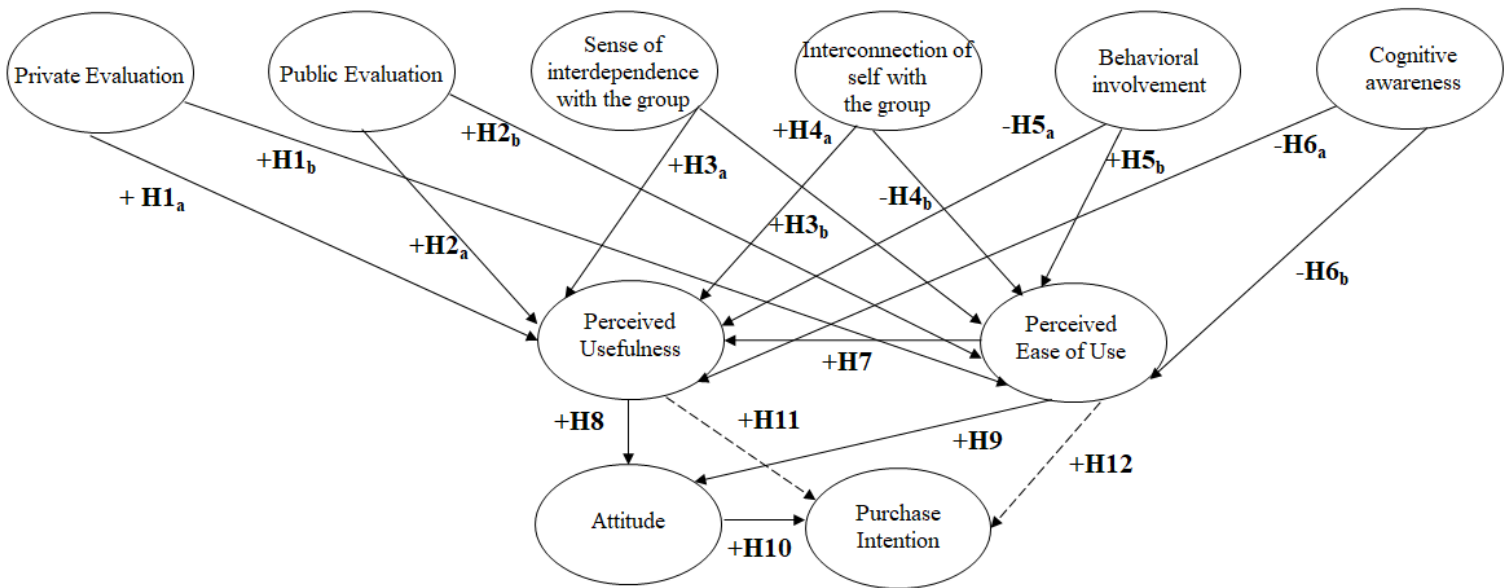 Private Evaluation
Public Evaluation
Sense of
interdependence
with the group
Interconnection of
self with
the group
Behavioral
involvement
Cognitive
awareness
+H1b
+ H1a
+H2b
+H2a
+H3a
+H4a
+H3b
-H4b
-H5a
+H5b
-H6a
-H6b
Perceived
Usefulness
Perceived
Ease of Use
+H7
+H8
+H11
+H9
+H12
Attitude
+H10
Purchase
Intention